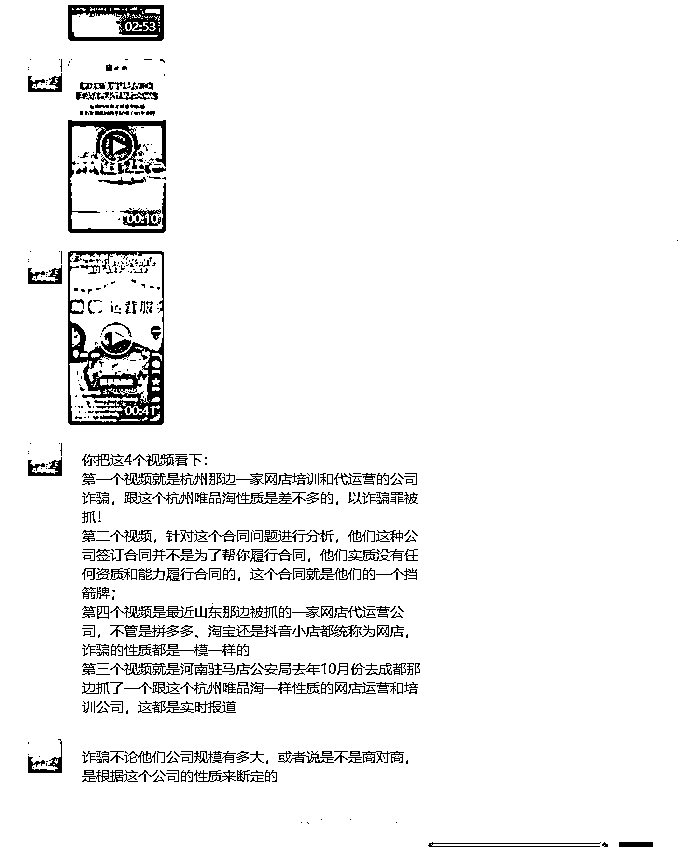 02:53
00:10
运营服
00:41
你把这4个视频看下：
第一个视频就是杭州那边一家网店培训和代运营的公司
诈骗，跟这个杭州唯品淘性质是差不多的，以诈骗罪被
抓！
第二个视频，针对这个合同问题进行分析，他们这种公
司签订合同并不是为了帮你履行合同，他们实质没有任
何资质和能力履行合同的，这个合同就是他们的一个挡
箭牌；
第四个视频是最近山东那边被抓的一家网店代运营公
司，不管是拼多多、淘宝还是抖音小店都统称为网店，
诈骗的性质都是一模一样的
第三个视频就是河南驻马店公安局去年10月份去成都那
边抓了一个跟这个杭州唯品淘一样性质的网店运营和培
训公司，这都是实时报道
诈骗不论他们公司规模有多大，或者说是不是商对商，
是根据这个公司的性质来断定的